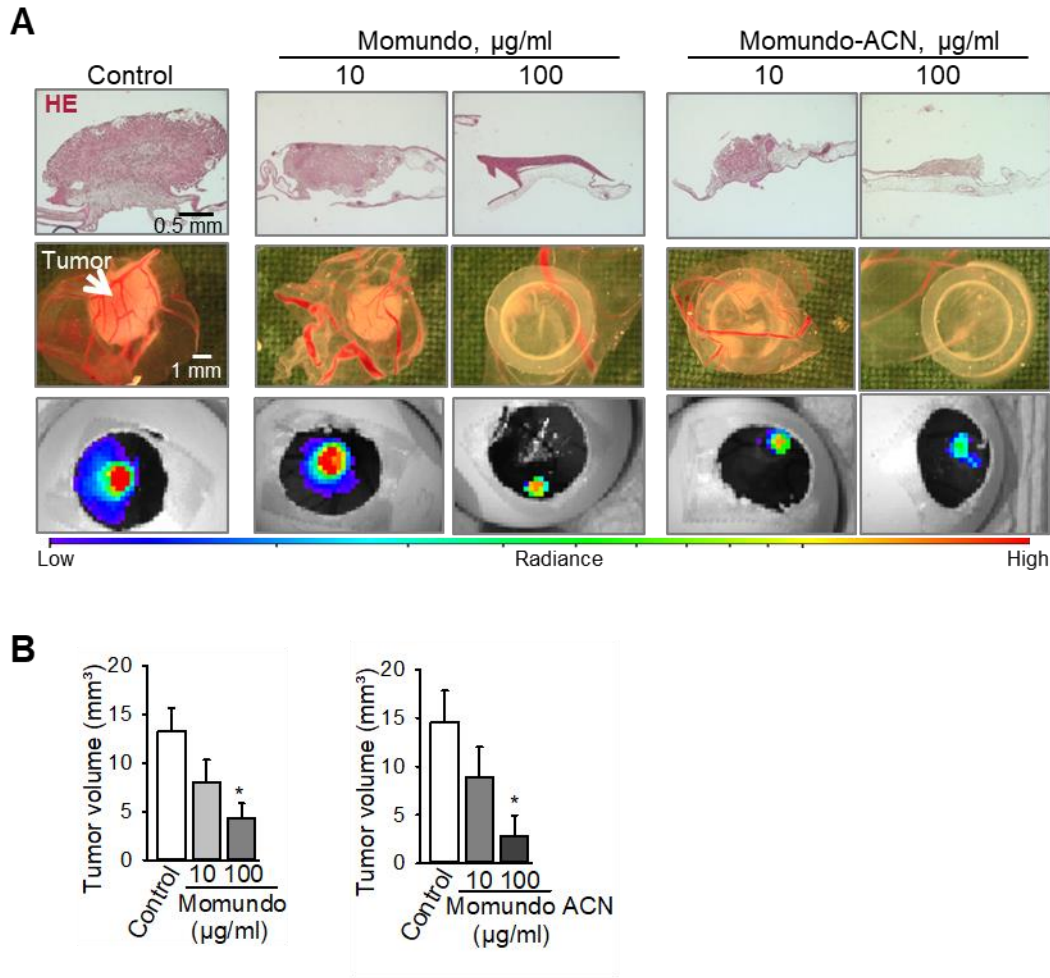 A
Momundo, µg/ml
Momundo-ACN, µg/ml
Control
10
100
10
100
HE
0.5 mm
Tumor
1 mm
Low
Radiance
High
B
Tumor volume (mm³)
20
15
10
5
0
*
Control
10
100
Momundo
(µg/ml)
Tumor volume (mm³)
20
15
10
5
0
*
Control
10
100
Momundo ACN
(µg/ml)